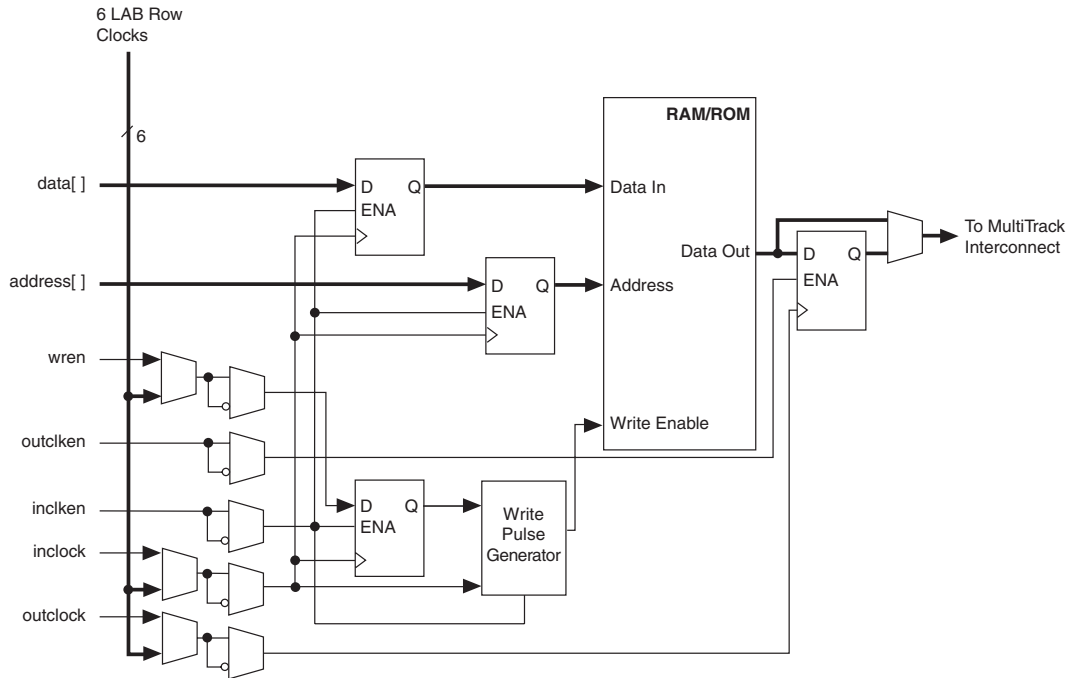 6 LAB Row
Clocks
6
RAM/ROM
data[ ]
D Q
ENA
Data In
address[ ]
D Q
ENA
Address
Data Out
D Q
ENA
To MultiTrack
Interconnect
wren
outclken
Write Enable
inclken
D Q
ENA
Write
Pulse
Generator
inclock
outclock